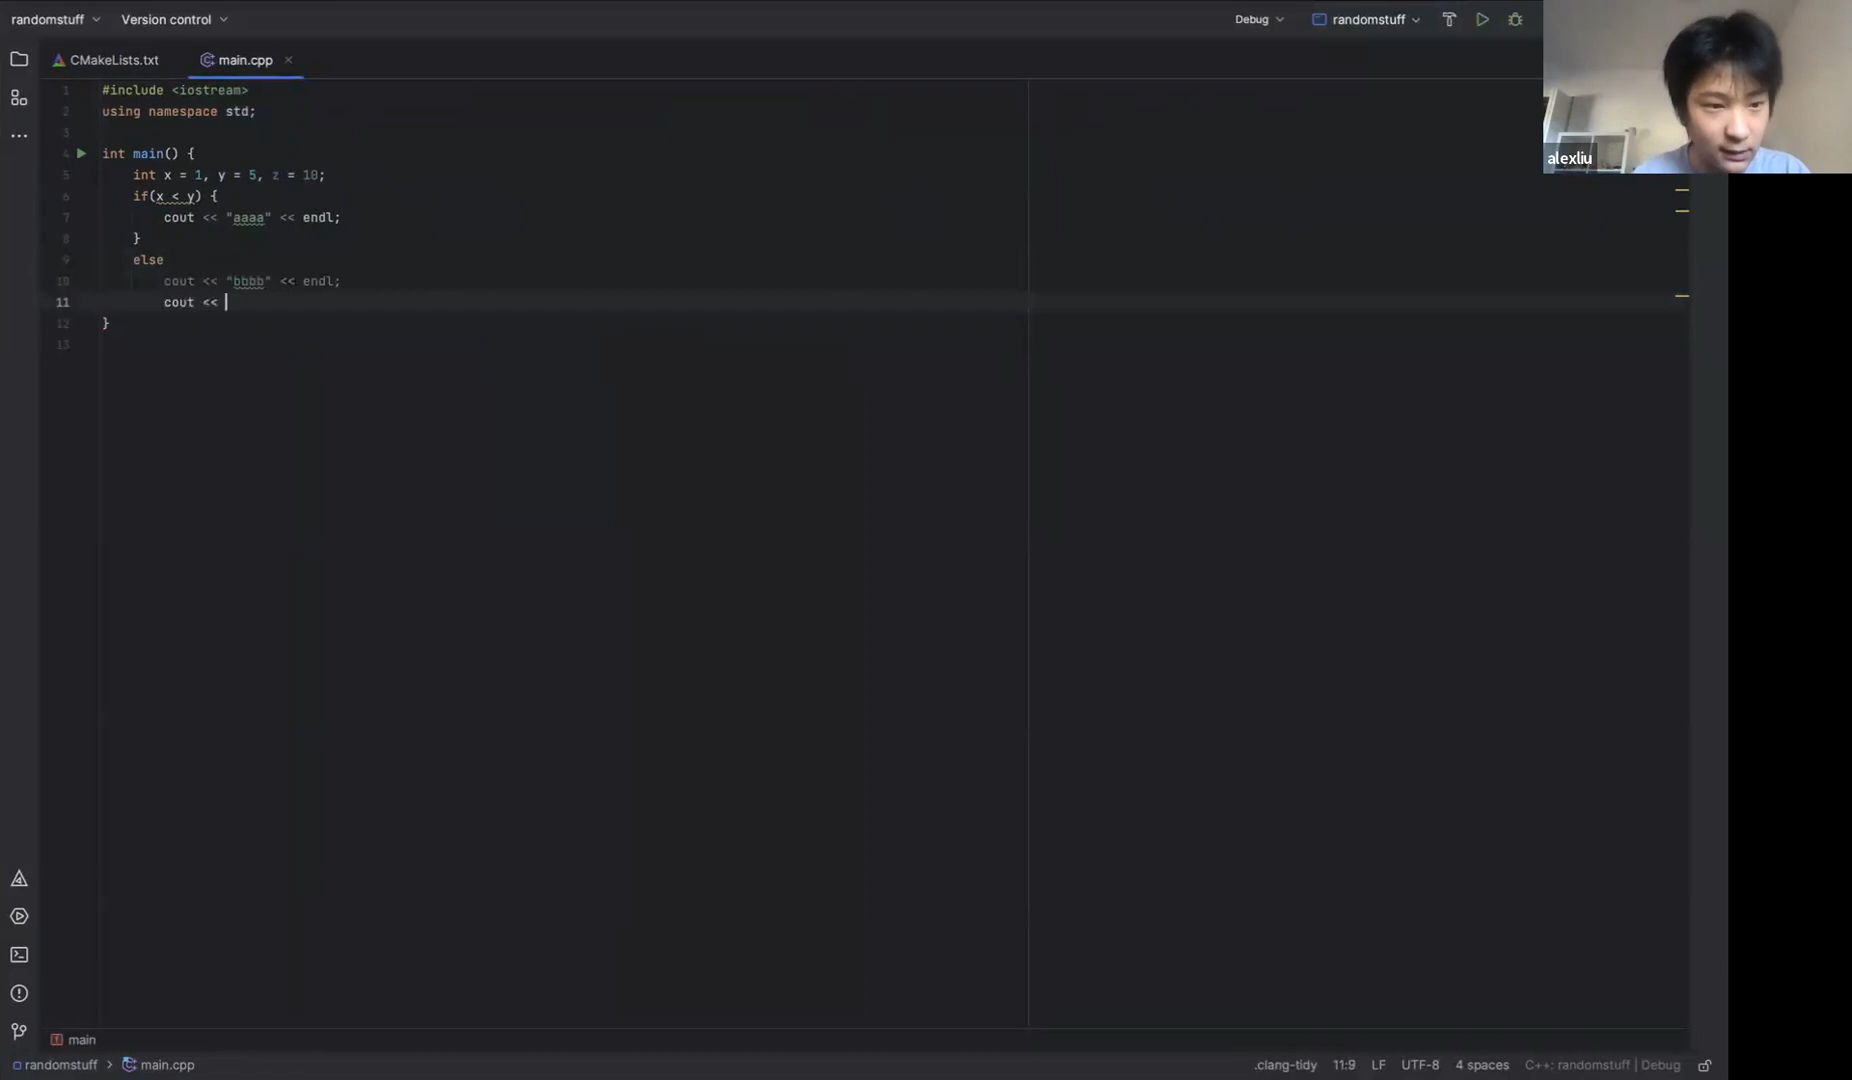 randomstuff Version control Debug randomstuff
CMakeLists.txt main.cpp
alexliu
1 #include <iostream>
2 using namespace std;
3
4 int main() {
5 int x = 1, y = 5, z = 10;
6 if(x < y) {
7 cout << "aaaa" << endl;
8 }
9 else
10 cout << "bbbb" << endl;
11 cout <<
12 }
13
main
randomstuff > main.cpp .clang-tidy 11:9 LF UTF-8 4 spaces C++: randomstuff | Debug